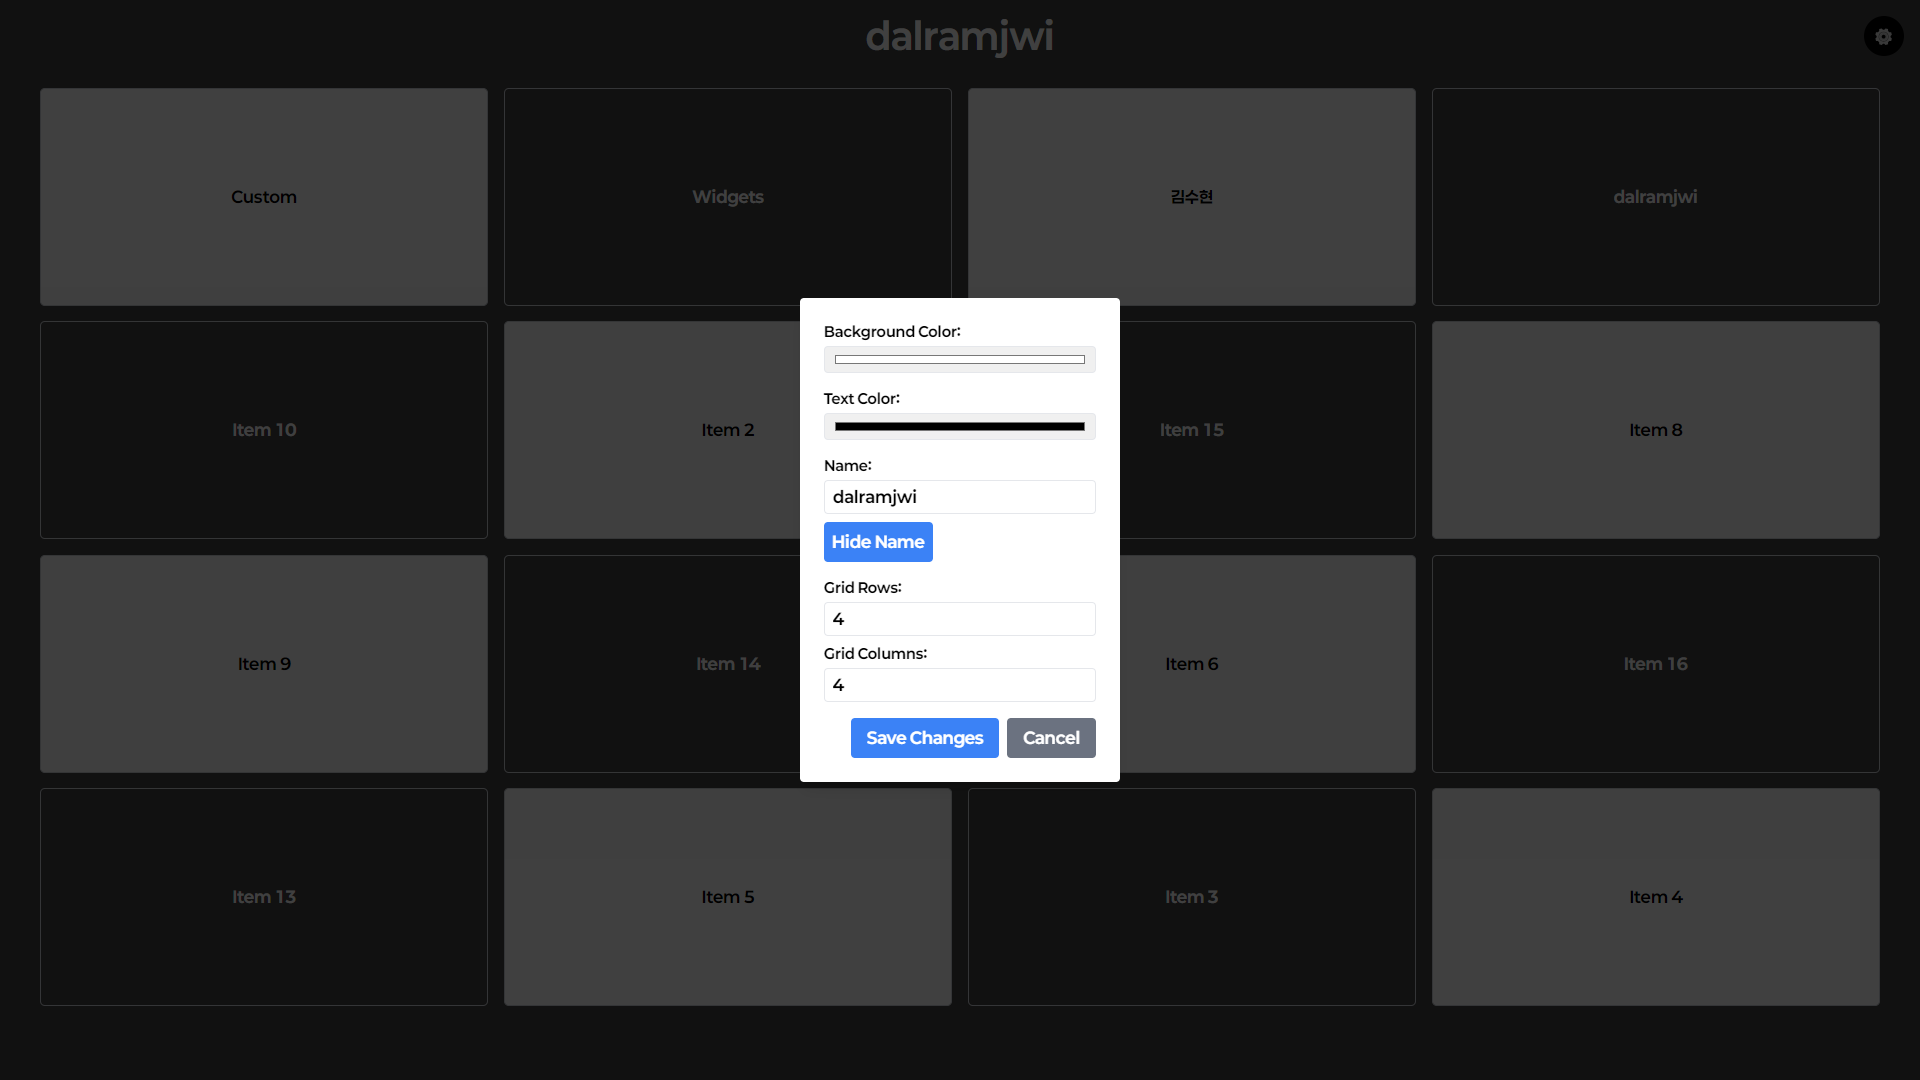 dalramjwi
Custom
Widgets
김수현
dalramjwi
Item 10
Item 2
Item 15
Item 8
Item 9
Item 14
Item 6
Item 16
Item 13
Item 5
Item 3
Item 4
Background Color:
Text Color:
Name:
dalramjwi
Hide Name
Grid Rows:
4
Grid Columns:
4
Save Changes
Cancel